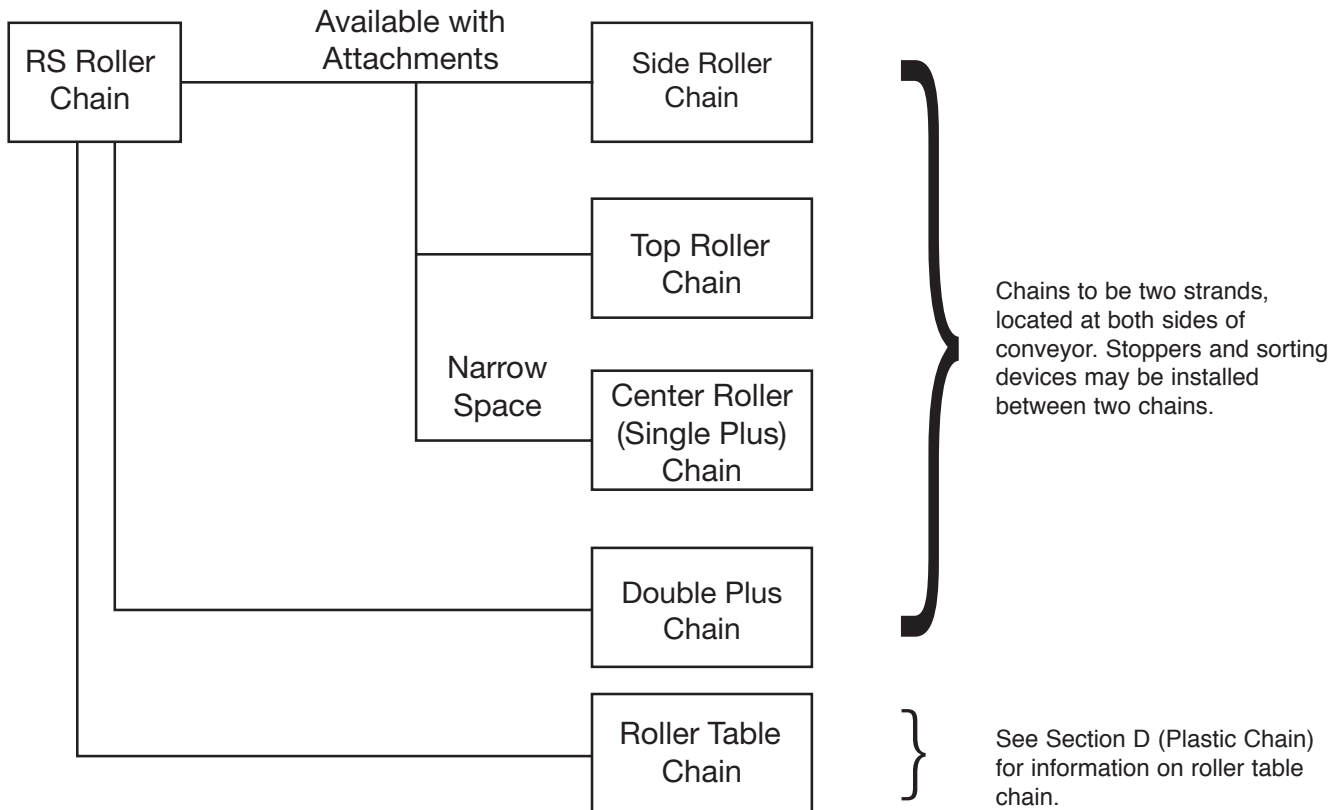 RS Roller
Chain
Available with
Attachments
Side Roller
Chain
Top Roller
Chain
Narrow
Space
Center Roller
(Single Plus)
Chain
Double Plus
Chain
Roller Table
Chain
Chains to be two strands,
located at both sides of
conveyor. Stoppers and sorting
devices may be installed
between two chains.
See Section D (Plastic Chain)
for information on roller table
chain.